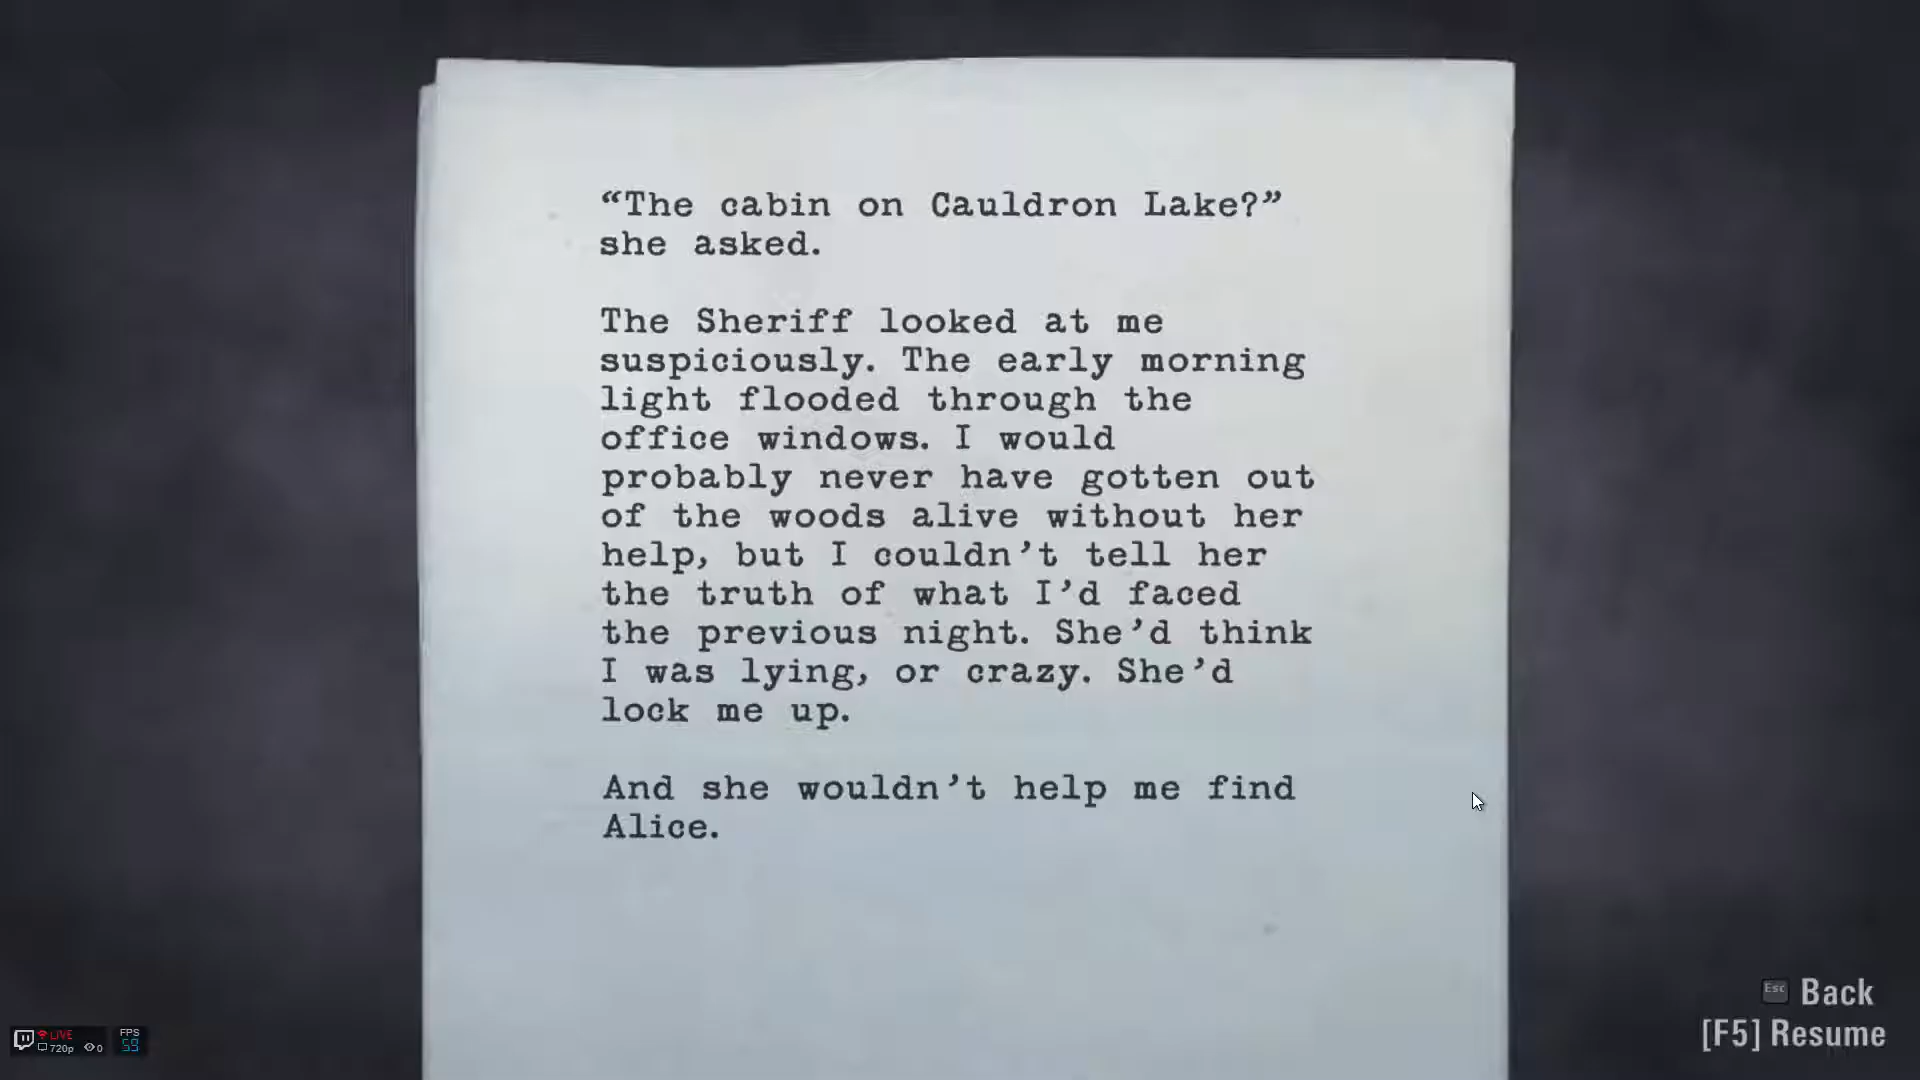 “The cabin on Cauldron Lake?”
she asked.
The Sheriff looked at me
suspiciously. The early morning
light flooded through the
office windows. I would
probably never have gotten out
of the woods alive without her
help, but I couldn’t tell her
the truth of what I’d faced
the previous night. She’d think
I was lying, or crazy. She’d
lock me up.
And she wouldn’t help me find
Alice.
Esc Back
[F5] Resume
LIVE
720p 0
FPS
59